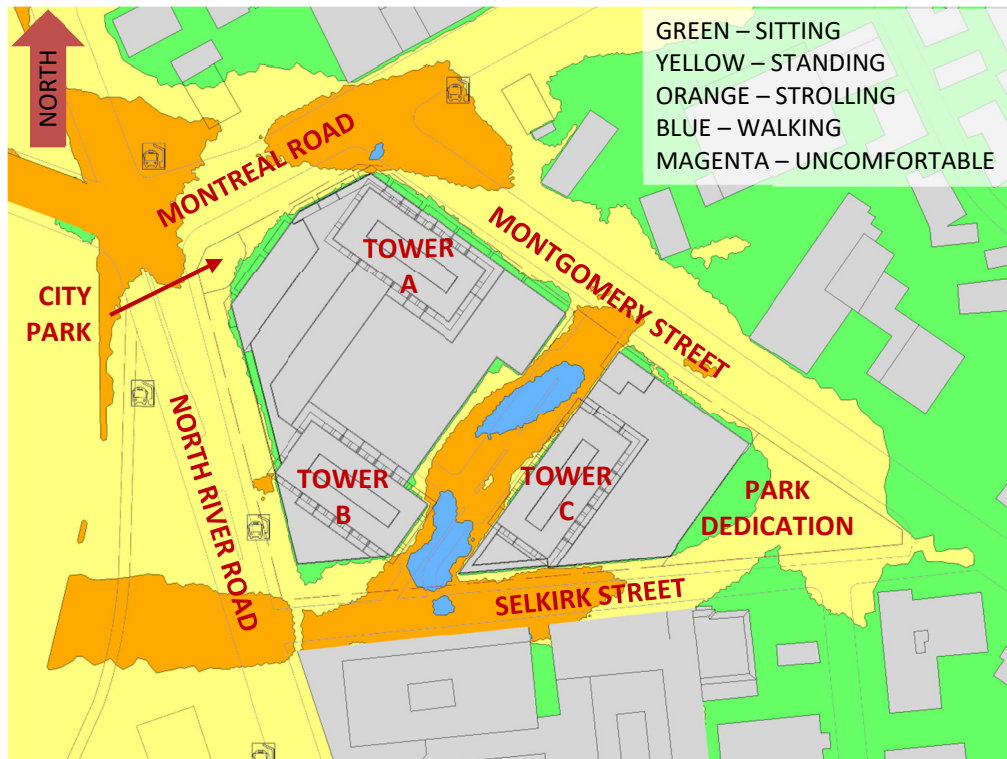 NORTH
GREEN – SITTING
YELLOW – STANDING
ORANGE – STROLLING
BLUE – WALKING
MAGENTA – UNCOMFORTABLE
MONTREAL ROAD
TOWER
A
MONTGOMERY STREET
CITY
PARK
NORTH RIVER ROAD
TOWER
B
TOWER
C
PARK
DEDICATION
SELKIRK STREET